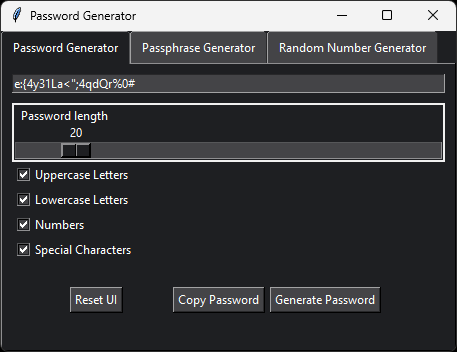 Password Generator
Password Generator Passphrase Generator Random Number Generator
e:{4y31La<";4qdQr%0#
Password length
20
Uppercase Letters
Lowercase Letters
Numbers
Special Characters
Reset UI Copy Password Generate Password